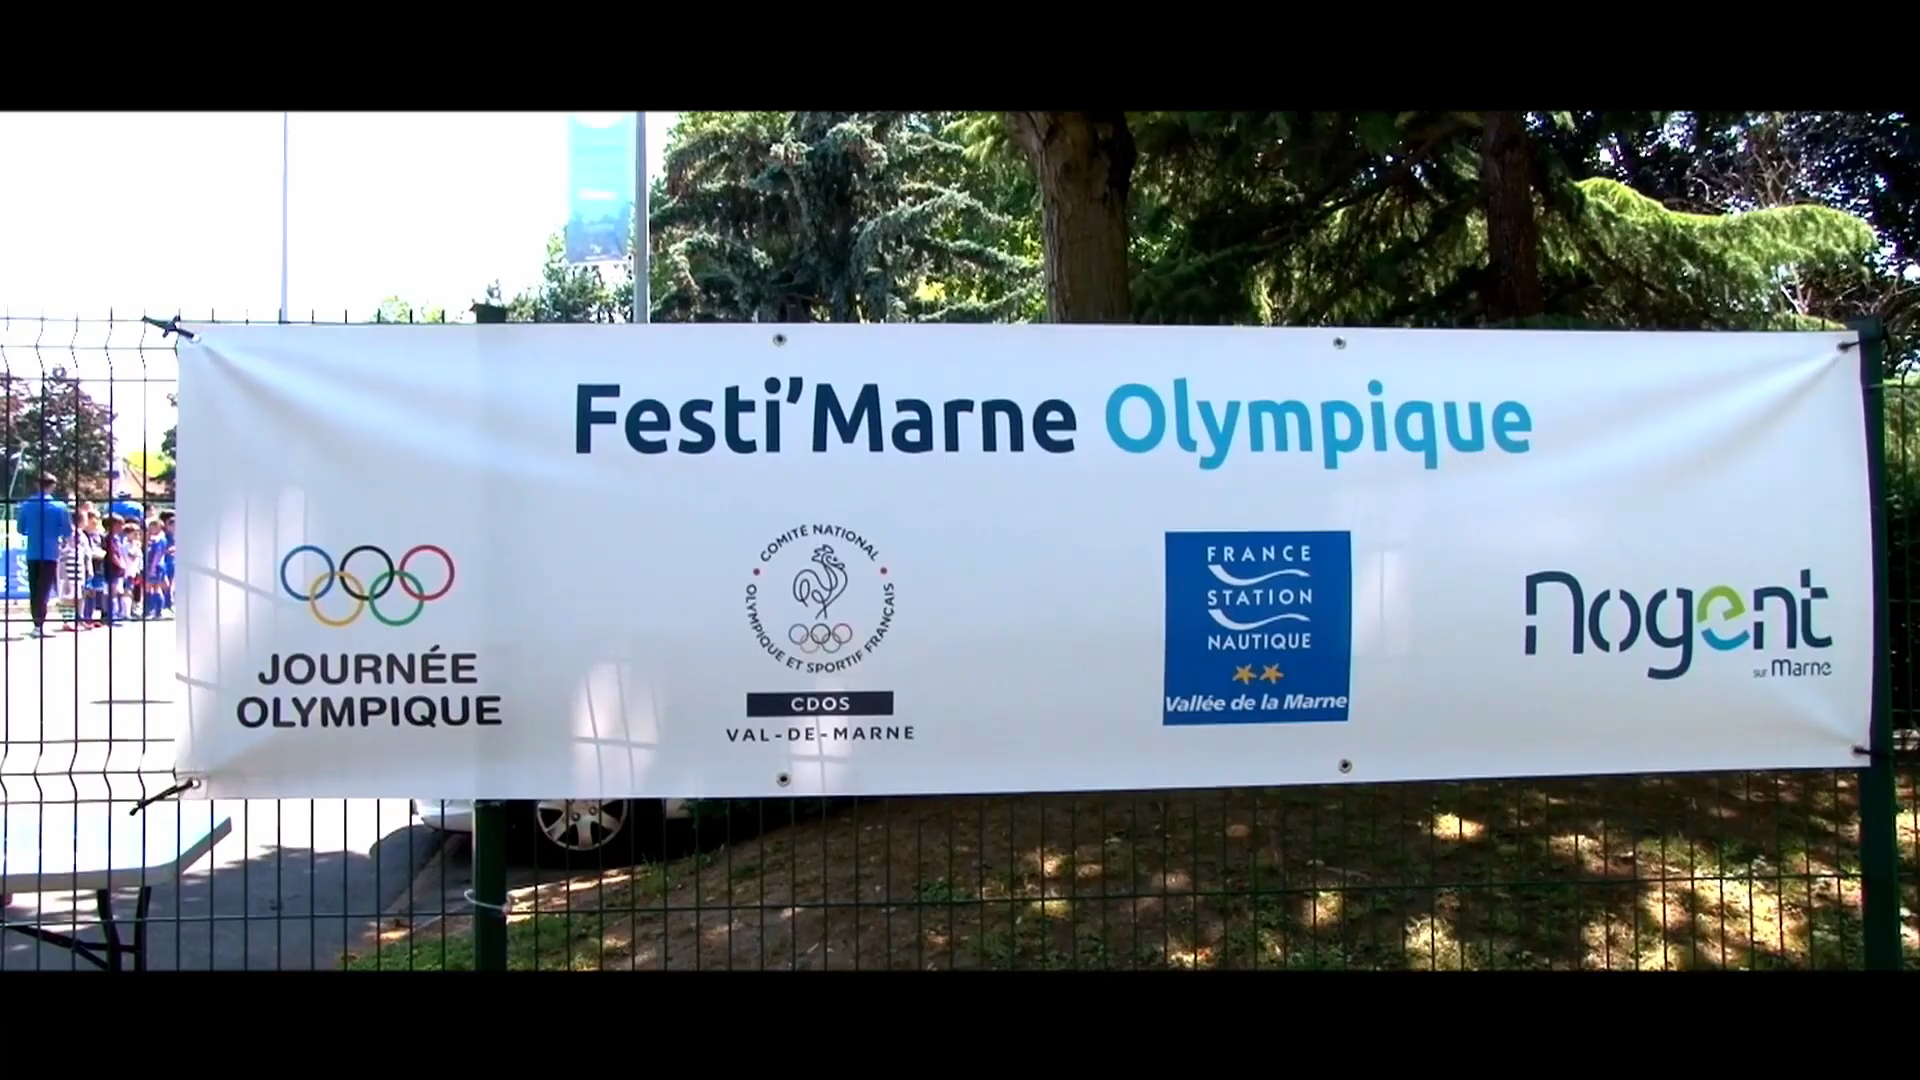 Festi'Marne Olympique
JOURNÉE
OLYMPIQUE
COMITÉ NATIONAL
OLYMPIQUE ET SPORTIF FRANÇAIS
CDOS
VAL-DE-MARNE
FRANCE
STATION
NAUTIQUE
Vallée de la Marne
nogent
sur Marne